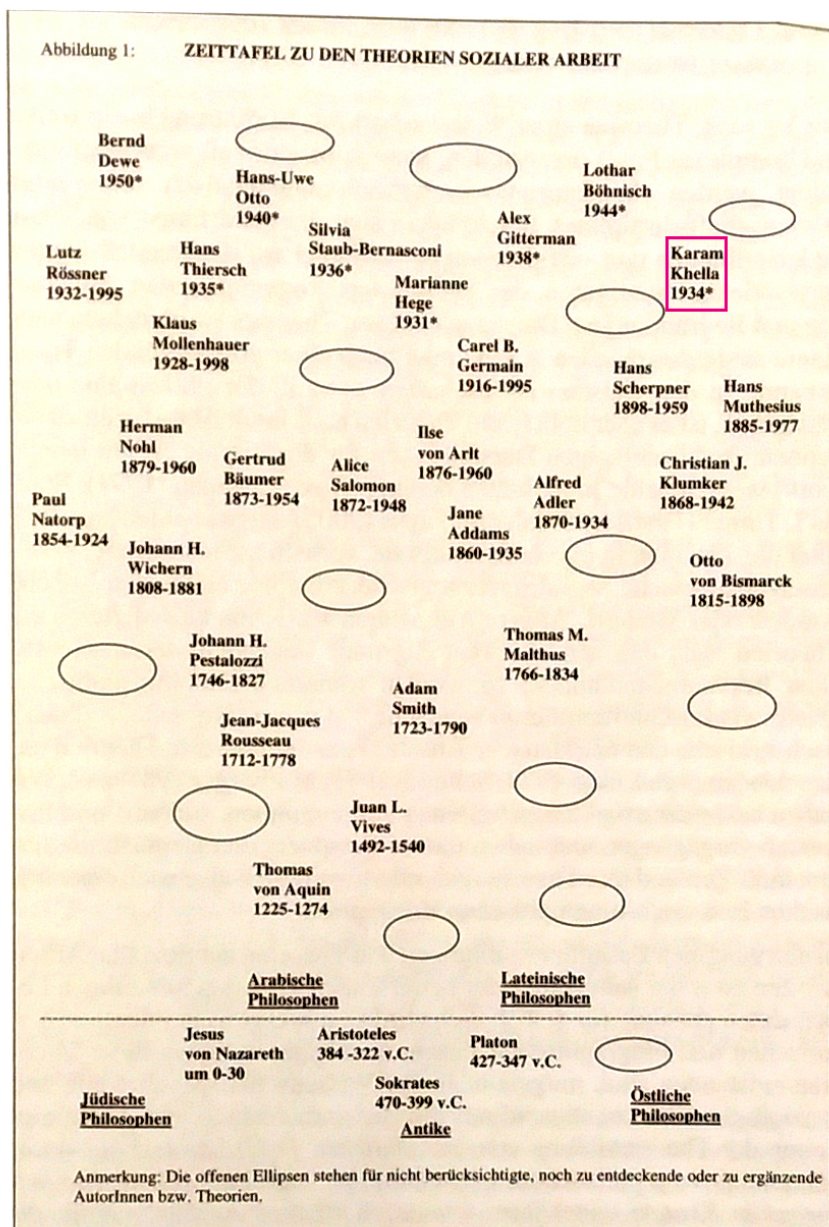 Abbildung 1: ZEITTAFEL ZU DEN THEORIEN SOZIALER ARBEIT
Bernd
Dewe
1950*
Hans-Uwe
Otto
1940*
Lothar
Böhnisch
1944*
Lutz
Rössner
1932-1995
Hans
Thiersch
1935*
Silvia
Staub-Bernasconi
1936*
Alex
Gitterman
1938*
Karam
Khella
1934*
Marianne
Hege
1931*
Klaus
Mollenhauer
1928-1998
Carel B.
Germain
1916-1995
Hans
Scherpner
1898-1959
Hans
Muthesius
1885-1977
Herman
Nohl
1879-1960
Gertrud
Bäumer
1873-1954
Alice
Salomon
1872-1948
Ilse
von Arlt
1876-1960
Alfred
Adler
1870-1934
Christian J.
Klumker
1868-1942
Paul
Natorp
1854-1924
Johann H.
Wichern
1808-1881
Jane
Addams
1860-1935
Otto
von Bismarck
1815-1898
Johann H.
Pestalozzi
1746-1827
Thomas M.
Malthus
1766-1834
Adam
Smith
1723-1790
Jean-Jacques
Rousseau
1712-1778
Juan L.
Vives
1492-1540
Thomas
von Aquin
1225-1274
Arabische
Philosophen
Lateinische
Philosophen
Jesus
von Nazareth
um 0-30
Aristoteles
384 -322 v.C.
Platon
427-347 v.C.
Sokrates
470-399 v.C.
Jüdische
Philosophen
Antike
Östliche
Philosophen
Anmerkung: Die offenen Ellipsen stehen für nicht berücksichtigte, noch zu entdeckende oder zu ergänzende
AutorInnen bzw. Theorien.